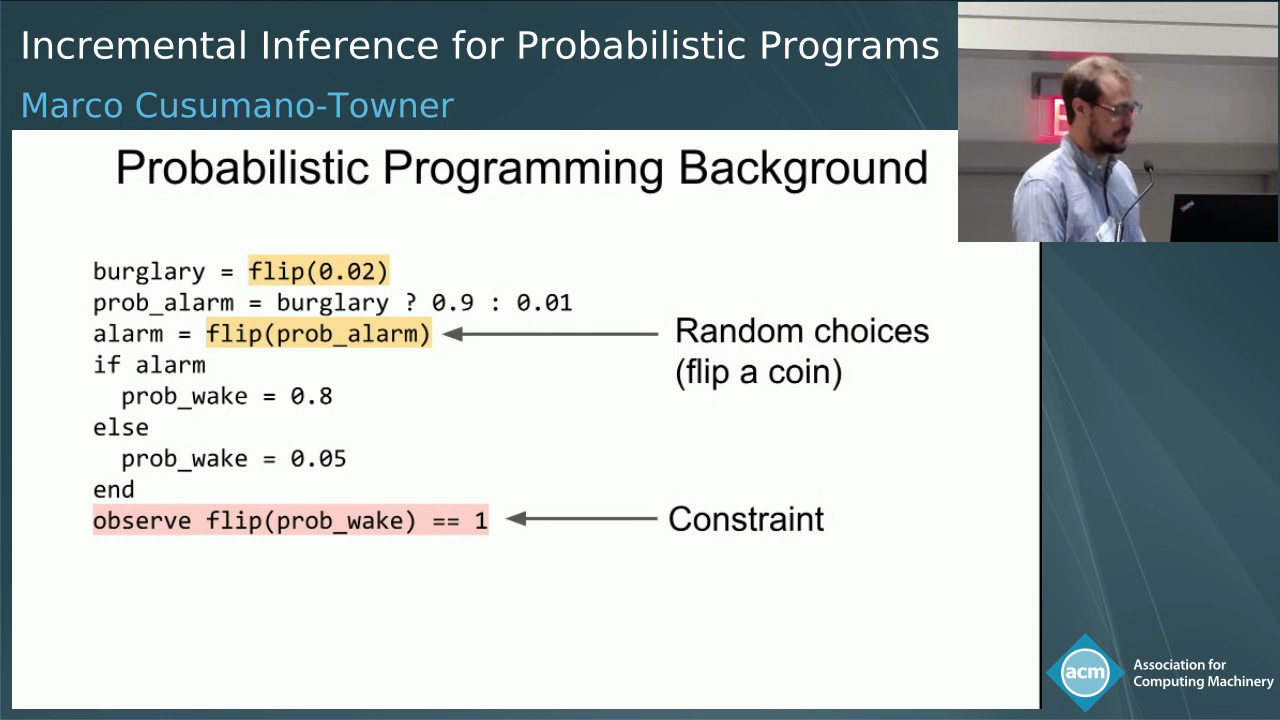 Incremental Inference for Probabilistic Programs
Marco Cusumano-Towner
Probabilistic Programming Background
burglary = flip(0.02)
prob_alarm = burglary ? 0.9 : 0.01
alarm = flip(prob_alarm)
if alarm
  prob_wake = 0.8
else
  prob_wake = 0.05
end
observe flip(prob_wake) == 1
Random choices
(flip a coin)
Constraint
acm
Association for
Computing Machinery